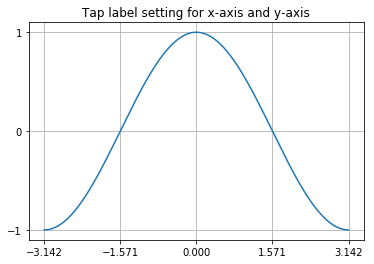 Tap label setting for x-axis and y-axis
1
0
−1
−3.142 −1.571 0.000 1.571 3.142